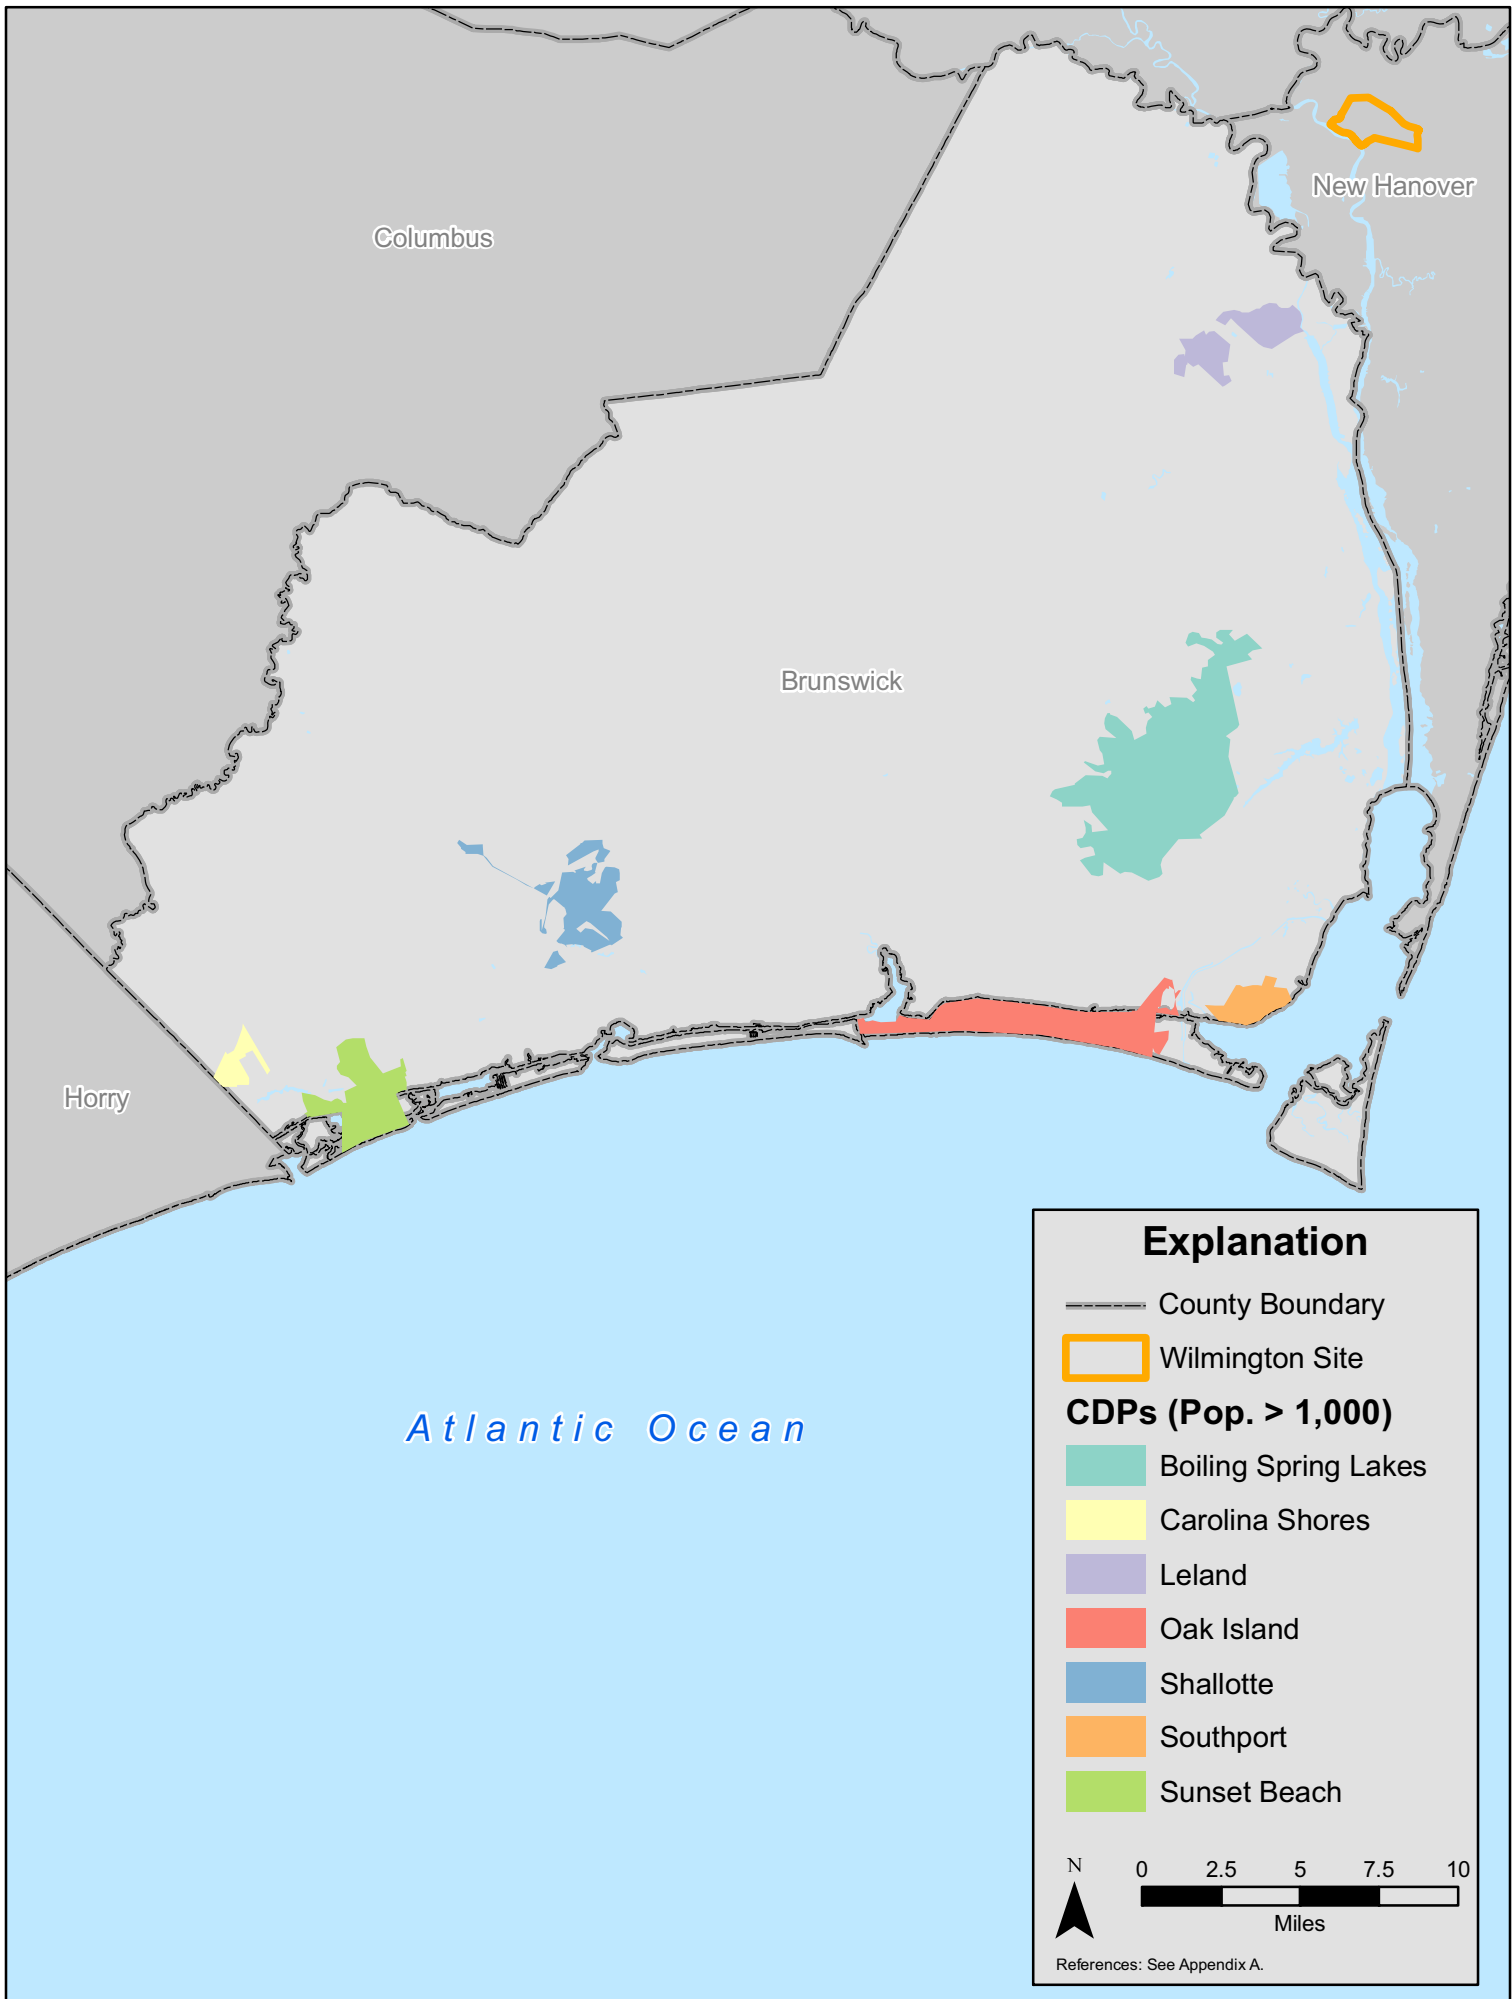 New Hanover
Columbus
Brunswick
Horry
Atlantic Ocean
Explanation
County Boundary
Wilmington Site
CDPs (Pop. > 1,000)
Boiling Spring Lakes
Carolina Shores
Leland
Oak Island
Shallotte
Southport
Sunset Beach
N
0 2.5 5 7.5 10
Miles
References: See Appendix A.